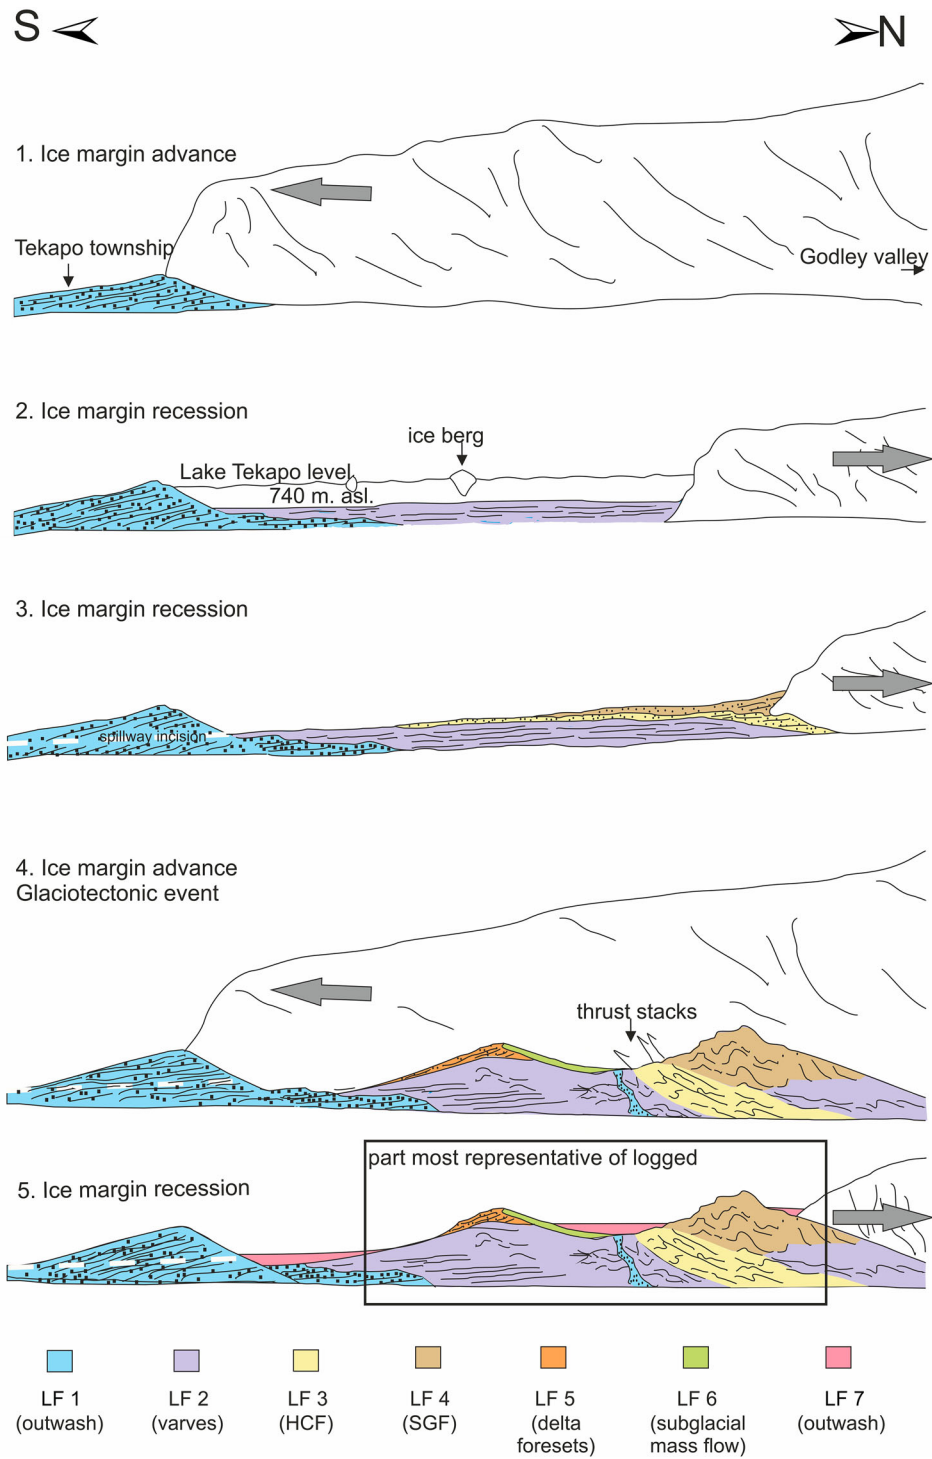 S N
1. Ice margin advance
Tekapo township
Godley valley
2. Ice margin recession
ice berg
Lake Tekapo level
740 m. asl.
3. Ice margin recession
spillway incision
4. Ice margin advance
Glaciotectonic event
thrust stacks
part most representative of logged
5. Ice margin recession
LF 1 LF 2 LF 3 LF 4 LF 5 LF 6 LF 7
(outwash) (varves) (HCF) (SGF) (delta (subglacial (outwash)
foresets) mass flow)